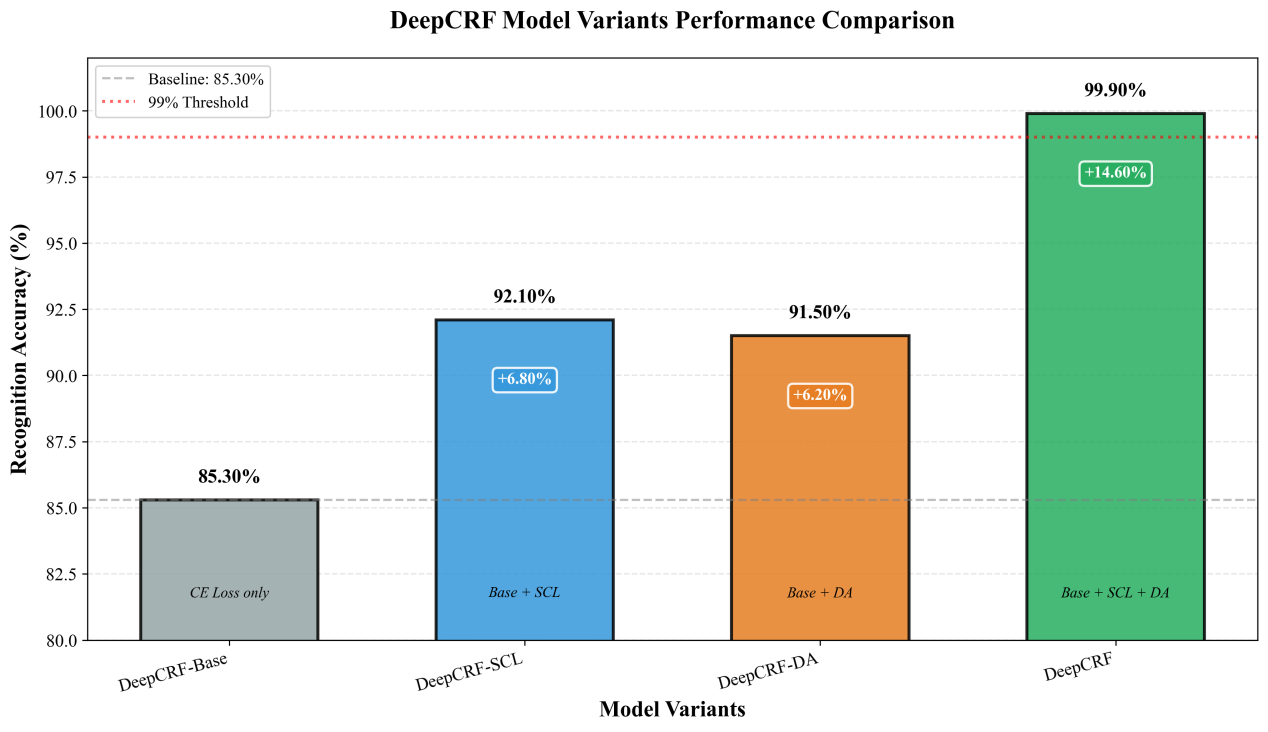 DeepCRF Model Variants Performance Comparison
Baseline: 85.30%
99% Threshold
Recognition Accuracy (%)
100.0
97.5
95.0
92.5
90.0
87.5
85.0
82.5
80.0
85.30%
92.10%
91.50%
99.90%
+6.80%
+6.20%
+14.60%
CE Loss only
Base + SCL
Base + DA
Base + SCL + DA
DeepCRF-Base
DeepCRF-SCL
DeepCRF-DA
DeepCRF
Model Variants